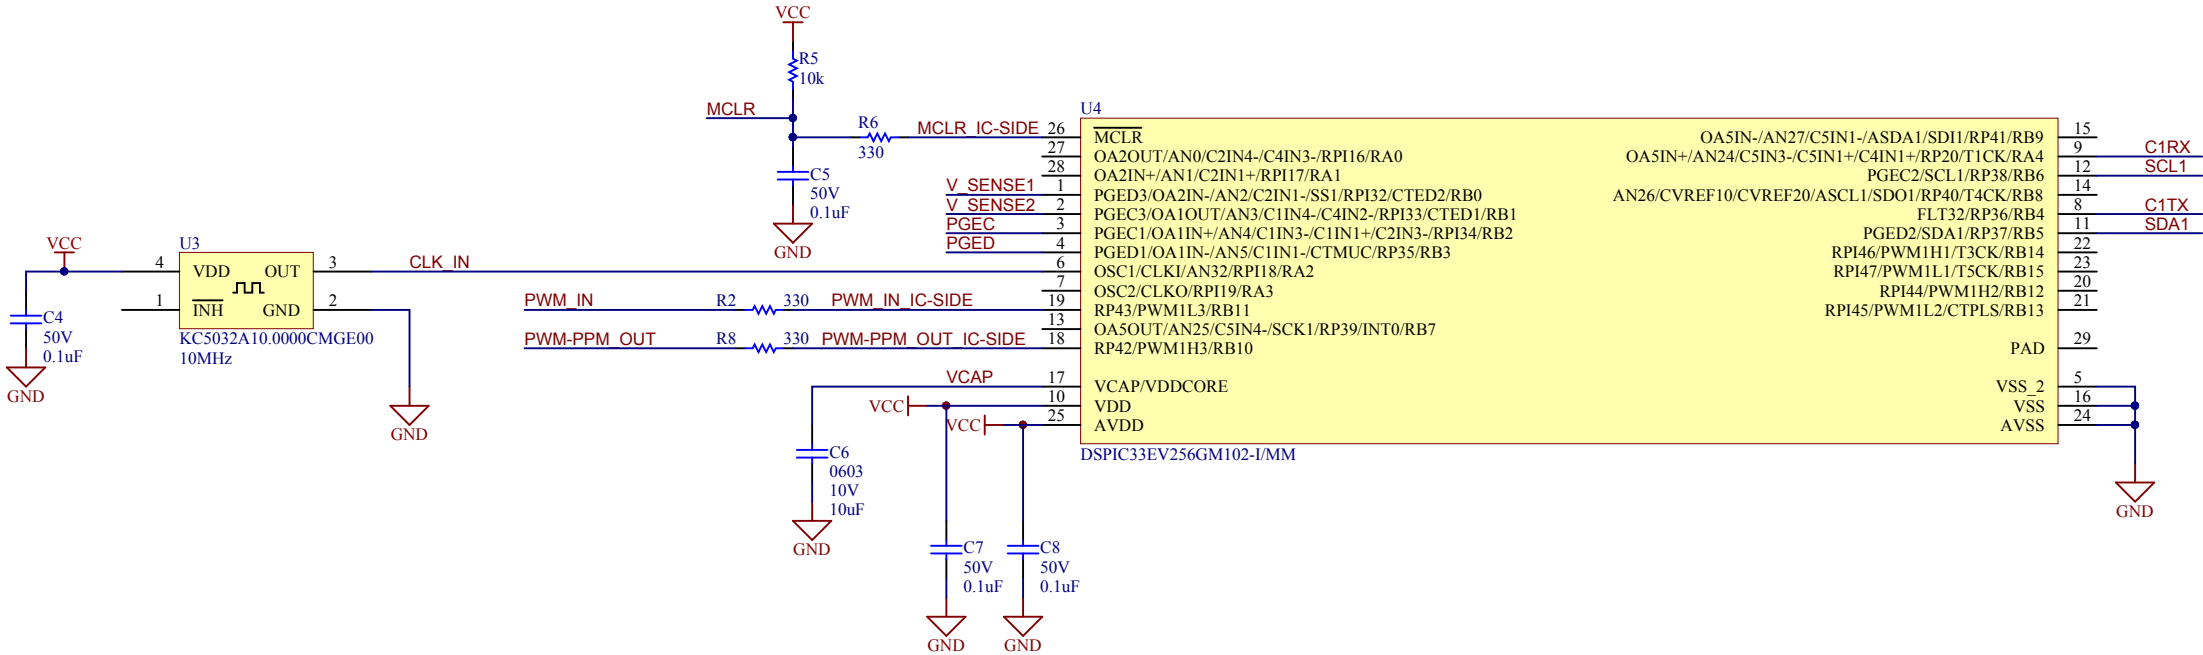 VCC
R5
10k
MCLR
R6
330
MCLR_IC-SIDE
C5
50V
0.1uF
GND
VCC
C4
50V
0.1uF
GND
U3
4
VDD
OUT
3
1
INH
GND
2
KC5032A10.0000CMGE00
10MHz
GND
CLK_IN
V_SENSE1
V_SENSE2
PGEC
PGED
PWM_IN
R2
330
PWM_IN_IC-SIDE
PWM-PPM_OUT
R8
330
PWM-PPM_OUT_IC-SIDE
VCAP
VCC
VCC
C6
0603
10V
10uF
GND
C7
50V
0.1uF
GND
C8
50V
0.1uF
GND
U4
26 MCLR
27 OA2OUT/AN0/C2IN4-/C4IN3-/RPI16/RA0
28 OA2IN+/AN1/C2IN1+/RPI17/RA1
1 PGED3/OA2IN-/AN2/C2IN1-/SS1/RPI32/CTED2/RB0
2 PGEC3/OA1OUT/AN3/C1IN4-/C4IN2-/RPI33/CTED1/RB1
3 PGEC1/OA1IN+/AN4/C1IN3-/C1IN1+/C2IN3-/RPI34/RB2
4 PGED1/OA1IN-/AN5/C1IN1-/CTMUC/RP35/RB3
6 OSC1/CLKI/AN32/RPI18/RA2
7 OSC2/CLKO/RPI19/RA3
19 RP43/PWM1L3/RB11
13 OA5OUT/AN25/C5IN4-/SCK1/RP39/INT0/RB7
18 RP42/PWM1H3/RB10
17 VCAP/VDDCORE
10 VDD
25 AVDD
OA5IN-/AN27/C5IN1-/ASDA1/SDI1/RP41/RB9 15
OA5IN+/AN24/C5IN3-/C5IN1+/C4IN1+/RP20/T1CK/RA4 9 C1RX
PGEC2/SCL1/RP38/RB6 12 SCL1
AN26/CVREF10/CVREF20/ASCL1/SDO1/RP40/T4CK/RB8 14
FLT32/RP36/RB4 8 C1TX
PGED2/SDA1/RP37/RB5 11 SDA1
RPI46/PWM1H1/T3CK/RB14 22
RPI47/PWM1L1/T5CK/RB15 23
RPI44/PWM1H2/RB12 20
RPI45/PWM1L2/CTPLS/RB13 21
PAD 29
VSS_2 5
VSS 16
AVSS 24
DSPIC33EV256GM102-I/MM
GND